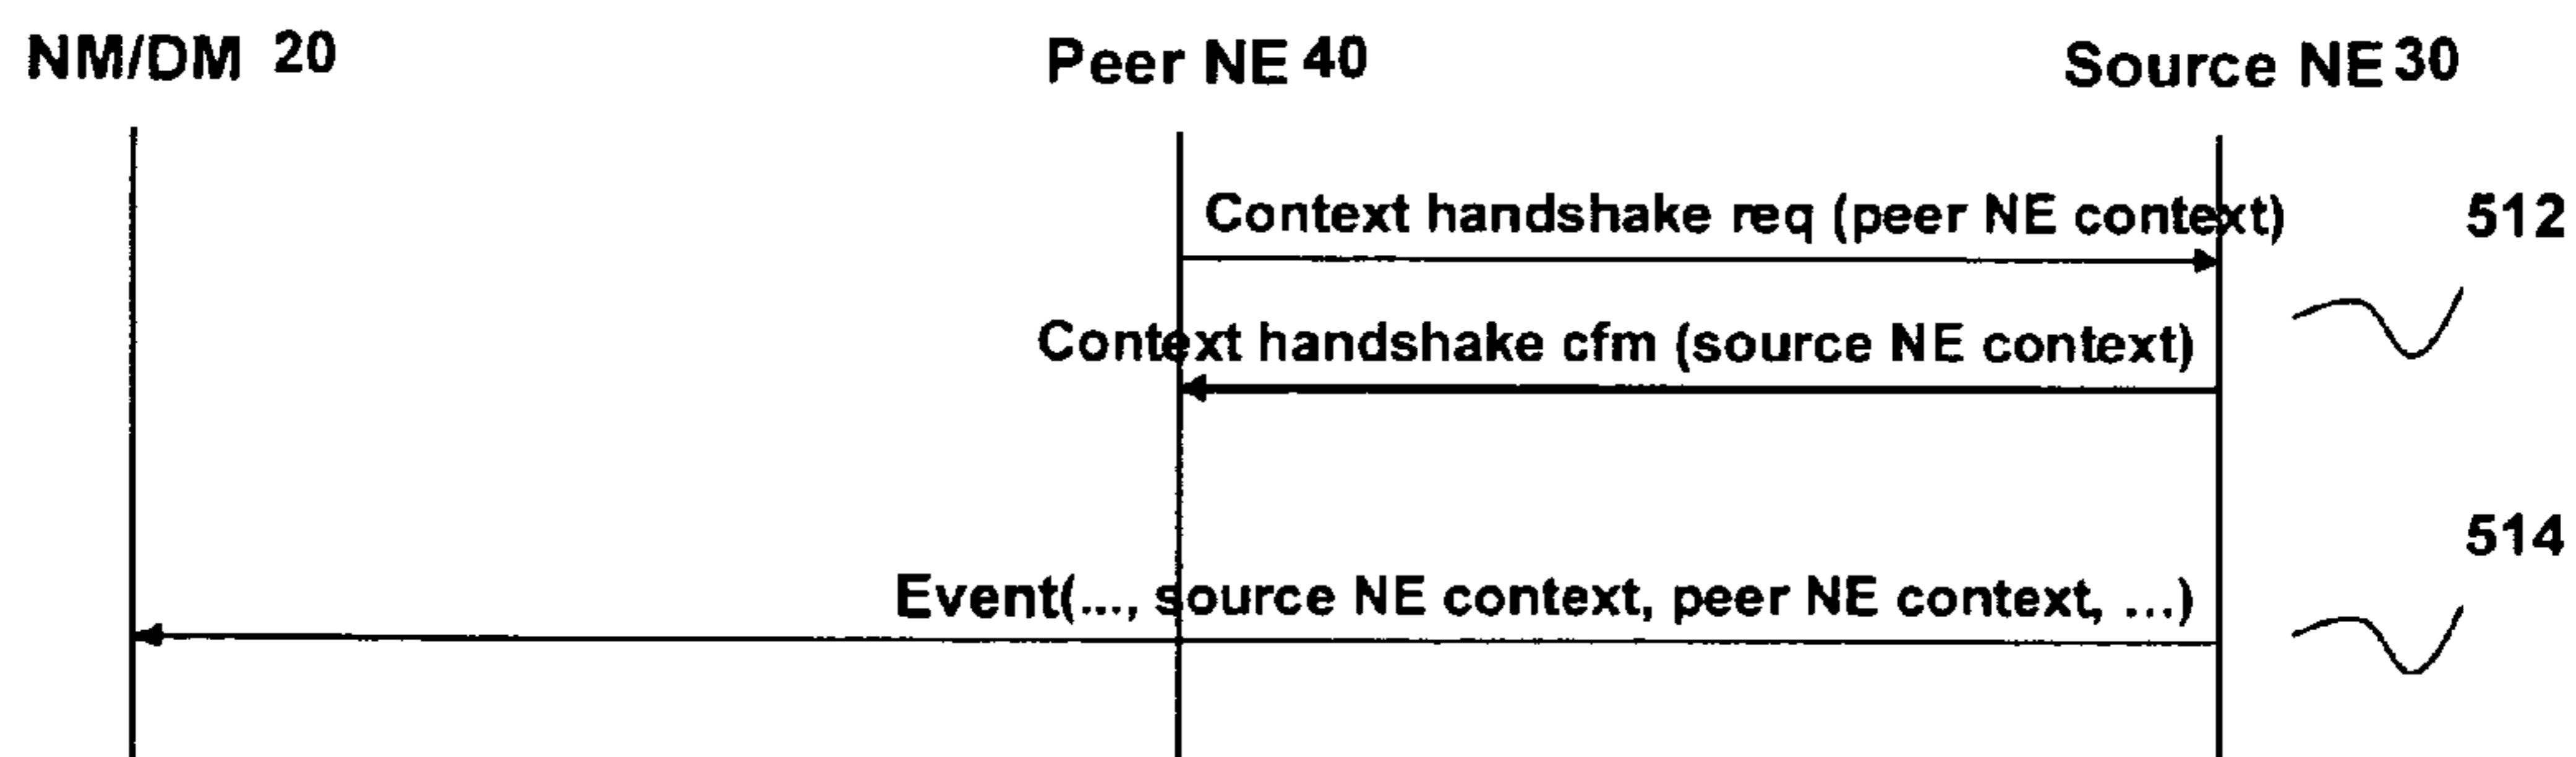 NM/DM 20 Peer NE 40 Source NE 30
Context handshake req (peer NE context) 512
Context handshake cfm (source NE context)
514
Event(..., source NE context, peer NE context, ...)